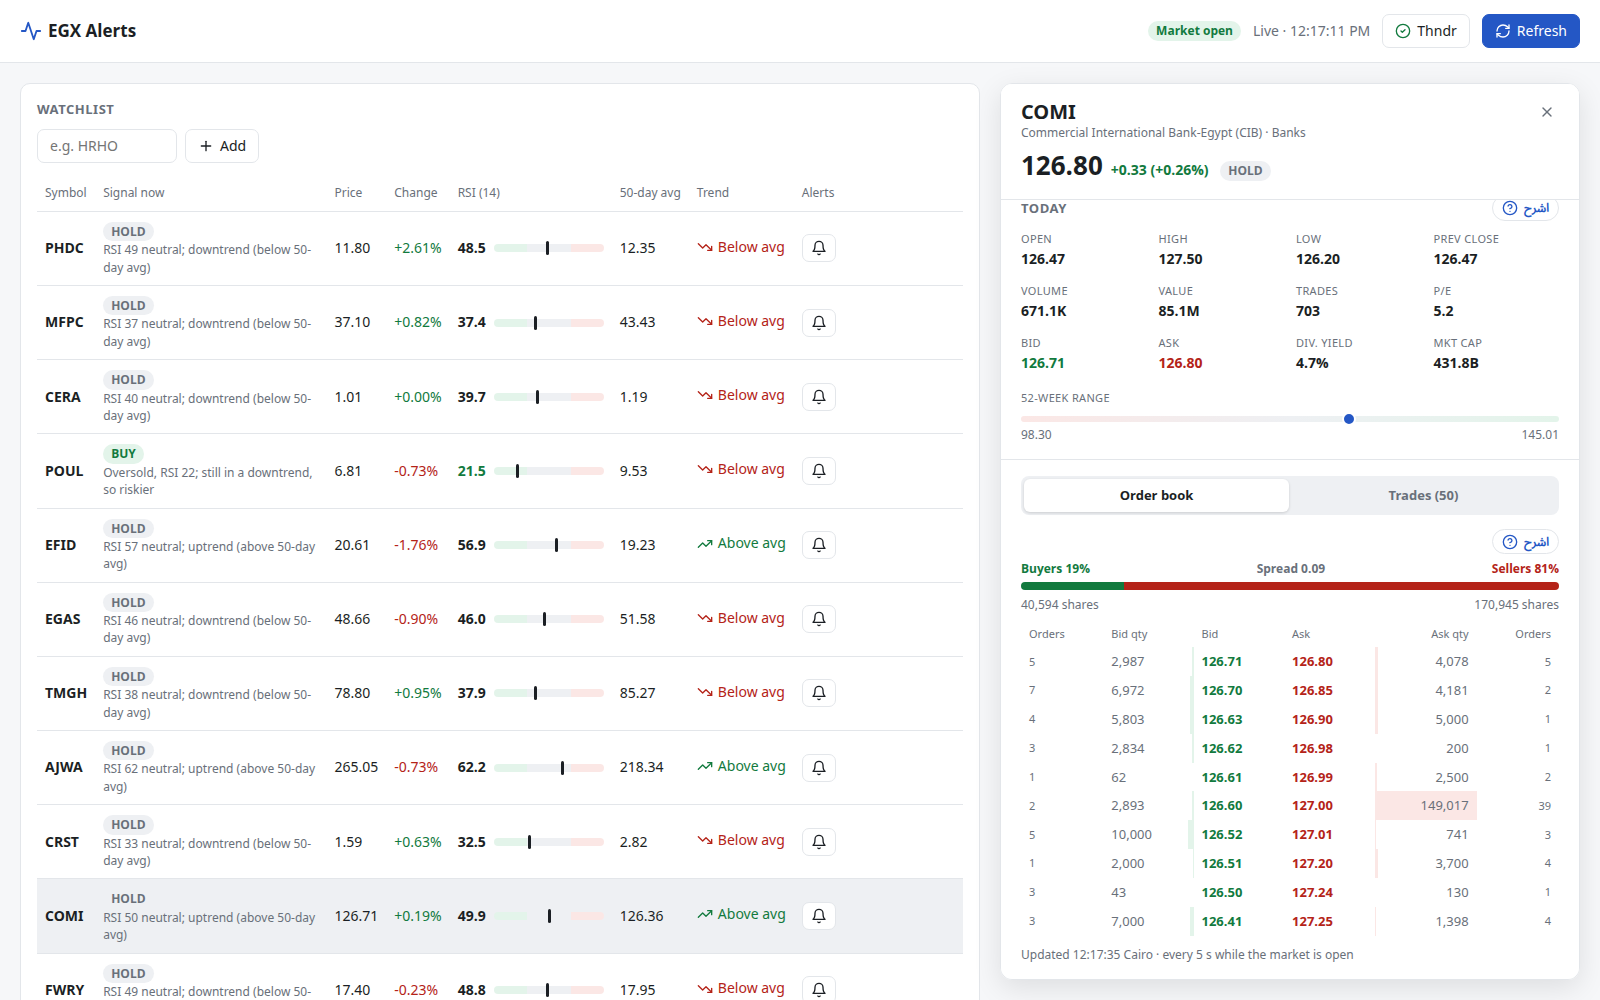 EGX Alerts
Market open
Live · 12:17:11 PM
Thndr
Refresh
WATCHLIST
e.g. HRHO
Add
Symbol Signal now Price Change RSI (14) 50-day avg Trend Alerts
HOLD
PHDC RSI 49 neutral; downtrend (below 50- 11.80 +2.61% 48.5 12.35 Below avg
day avg)
HOLD
MFPC RSI 37 neutral; downtrend (below 50- 37.10 +0.82% 37.4 43.43 Below avg
day avg)
HOLD
CERA RSI 40 neutral; downtrend (below 50- 1.01 +0.00% 39.7 1.19 Below avg
day avg)
BUY
POUL Oversold, RSI 22; still in a downtrend, 6.81 -0.73% 21.5 9.53 Below avg
so riskier
HOLD
EFID RSI 57 neutral; uptrend (above 50-day 20.61 -1.76% 56.9 19.23 Above avg
avg)
HOLD
EGAS RSI 46 neutral; downtrend (below 50- 48.66 -0.90% 46.0 51.58 Below avg
day avg)
HOLD
TMGH RSI 38 neutral; downtrend (below 50- 78.80 +0.95% 37.9 85.27 Below avg
day avg)
HOLD
AJWA RSI 62 neutral; uptrend (above 50-day 265.05 -0.73% 62.2 218.34 Above avg
avg)
HOLD
CRST RSI 33 neutral; downtrend (below 50- 1.59 +0.63% 32.5 2.82 Below avg
day avg)
HOLD
COMI RSI 50 neutral; uptrend (above 50-day 126.71 +0.19% 49.9 126.36 Above avg
avg)
HOLD
FWRY RSI 49 neutral; downtrend (below 50- 17.40 -0.23% 48.8 17.95 Below avg
COMI
Commercial International Bank-Egypt (CIB) · Banks
126.80 +0.33 (+0.26%) HOLD
TODAY اشرح
OPEN HIGH LOW PREV CLOSE
126.47 127.50 126.20 126.47
VOLUME VALUE TRADES P/E
671.1K 85.1M 703 5.2
BID ASK DIV. YIELD MKT CAP
126.71 126.80 4.7% 431.8B
52-WEEK RANGE
98.30 145.01
Order book Trades (50)
اشرح
Buyers 19% Spread 0.09 Sellers 81%
40,594 shares 170,945 shares
Orders Bid qty Bid Ask Ask qty Orders
5 2,987 126.71 126.80 4,078 5
7 6,972 126.70 126.85 4,181 2
4 5,803 126.63 126.90 5,000 1
3 2,834 126.62 126.98 200 1
1 62 126.61 126.99 2,500 2
2 2,893 126.60 127.00 149,017 39
5 10,000 126.52 127.01 741 3
1 2,000 126.51 127.20 3,700 4
3 43 126.50 127.24 130 1
3 7,000 126.41 127.25 1,398 4
Updated 12:17:35 Cairo · every 5 s while the market is open